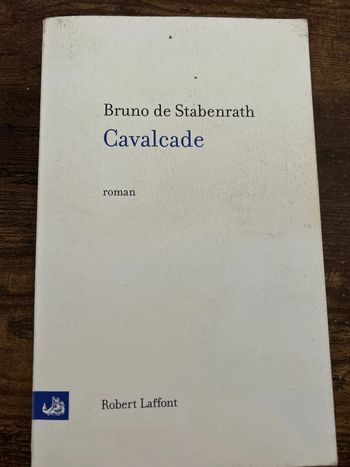 Bruno de Stabenrath
Cavalcade
roman
Robert Laffont